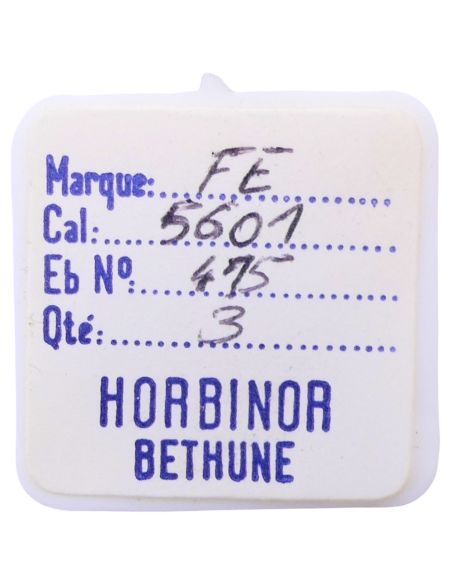 Marque: FE
Cal: 5601
Eb Nº. 475
Qté: 3
HORBINOR
BETHUNE